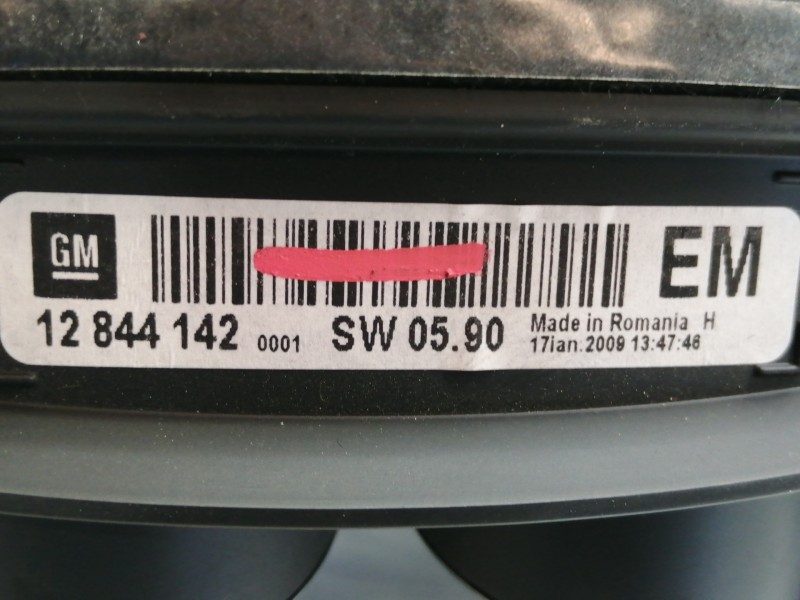 GM
EM
12 844 142 0001 SW 05.90
Made in Romania H
17ian.2009 13:47:46